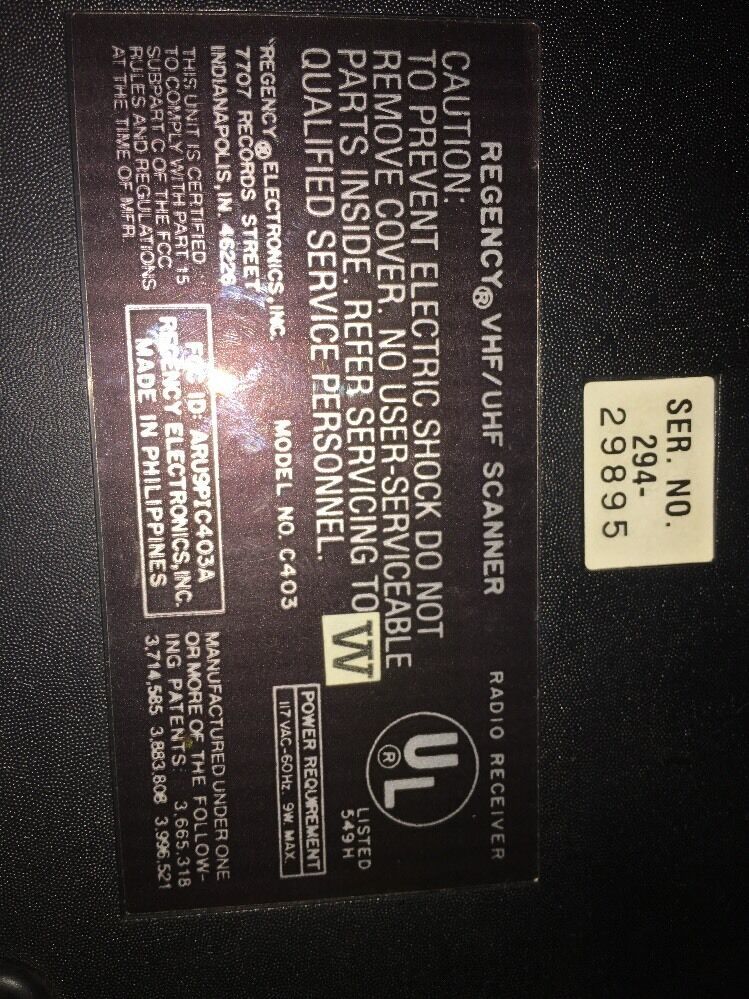 SER. NO.
294-
29895
REGENCY® VHF/UHF SCANNER
RADIO RECEIVER
CAUTION:
TO PREVENT ELECTRIC SHOCK DO NOT
REMOVE COVER. NO USER-SERVICEABLE
PARTS INSIDE. REFER SERVICING TO
QUALIFIED SERVICE PERSONNEL.
W
UL®
LISTED
549H
REGENCY® ELECTRONICS, INC.
7707 RECORDS STREET
INDIANAPOLIS, IN. 46226
MODEL NO. C403
POWER REQUIREMENT
117VAC-60Hz. 9W. MAX.
THIS UNIT IS CERTIFIED
TO COMPLY WITH PART 15
SUBPART C OF THE FCC
RULES AND REGULATIONS
AT THE TIME OF MFR.
FCC ID: ARU9PIC403A
REGENCY ELECTRONICS, INC.
MADE IN PHILIPPINES
MANUFACTURED UNDER ONE
OR MORE OF THE FOLLOW-
ING PATENTS: 3,665,318
3,714,585 3,883,808 3,996,521